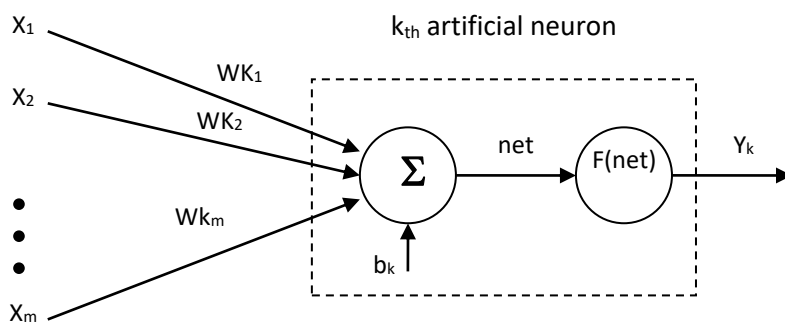 kth artificial neuron
X1
WK1
X2
WK2
Σ
net
F(net)
Yk
Wkm
bk
Xm